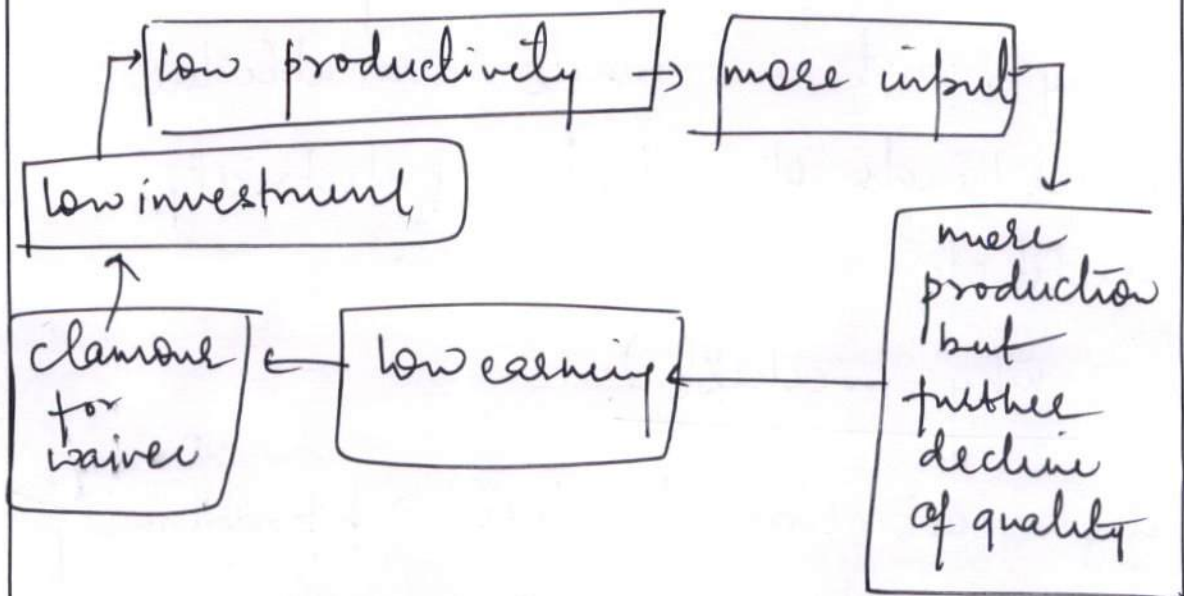 low productivity
more input
low investment
more
production
but
further
decline
of quality
clamour
for
waiver
low earning